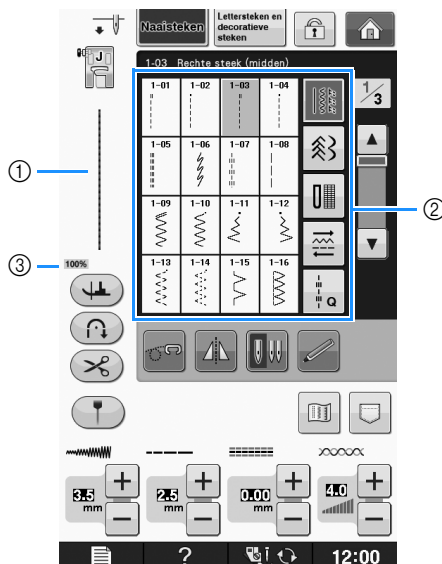 Naaisteken
Lettersteken en
decoratieve
steken
J
1-03 Rechte steek (midden)
1/3
1-01 1-02 1-03 1-04
1-05 1-06 1-07 1-08
1-09 1-10 1-11 1-12
1-13 1-14 1-15 1-16
Q
①
②
③
100%
3.5 mm
2.5 mm
0.00 mm
4.0
?
12:00